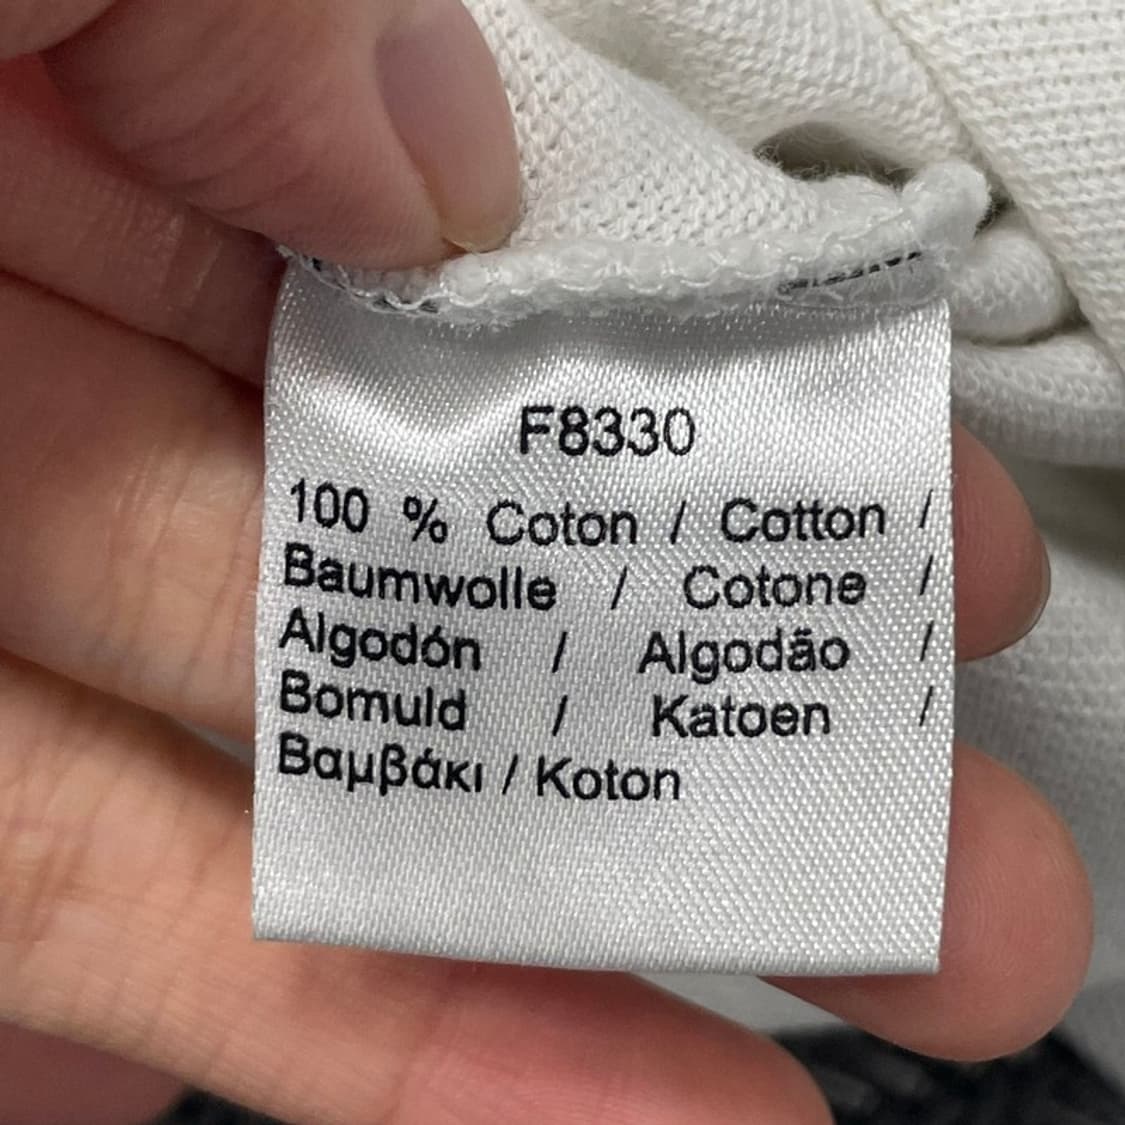 F8330
100 % Coton / Cotton /
Baumwolle / Cotone /
Algodón / Algodão /
Bomuld / Katoen /
Βαμβάκι / Koton